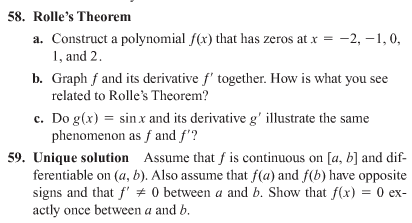 58. Rolle's Theorem
a. Construct a polynomial f(x) that has zeros at x = −2, −1, 0,
1, and 2.
b. Graph f and its derivative f′ together. How is what you see
related to Rolle's Theorem?
c. Do g(x) = sin x and its derivative g′ illustrate the same
phenomenon as f and f′?
59. Unique solution Assume that f is continuous on [a, b] and dif-
ferentiable on (a, b). Also assume that f(a) and f(b) have opposite
signs and that f′ ≠ 0 between a and b. Show that f(x) = 0 ex-
actly once between a and b.